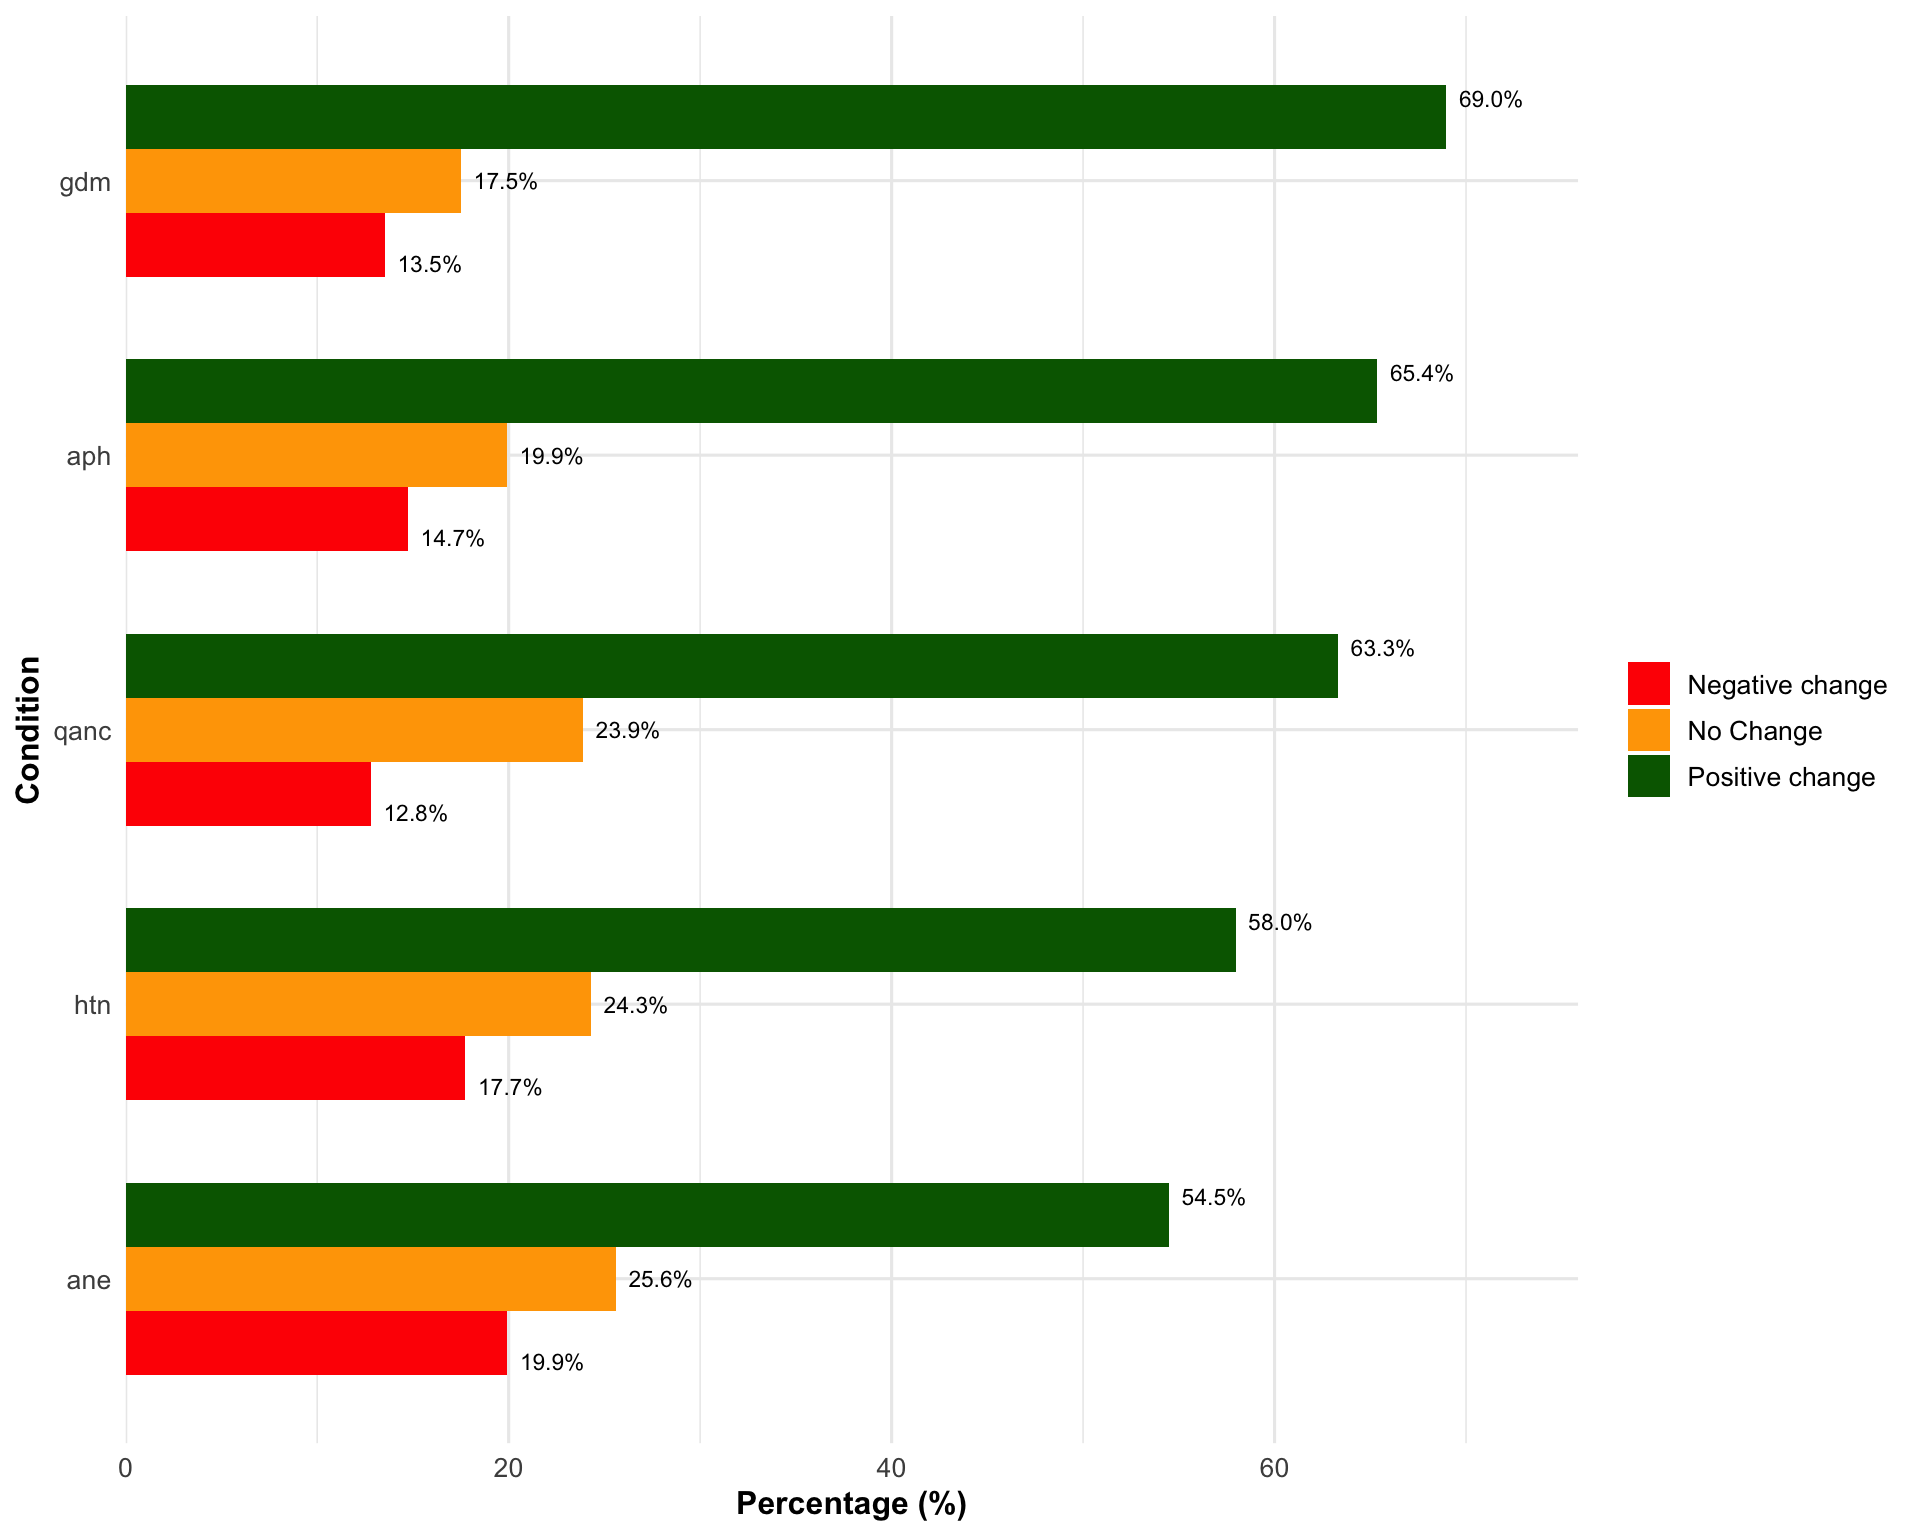 69.0%
gdm
17.5%
13.5%
65.4%
aph
19.9%
14.7%
63.3%
qanc
23.9%
12.8%
58.0%
htn
24.3%
17.7%
54.5%
ane
25.6%
19.9%
Condition
0 20 40 60
Percentage (%)
Negative change
No Change
Positive change